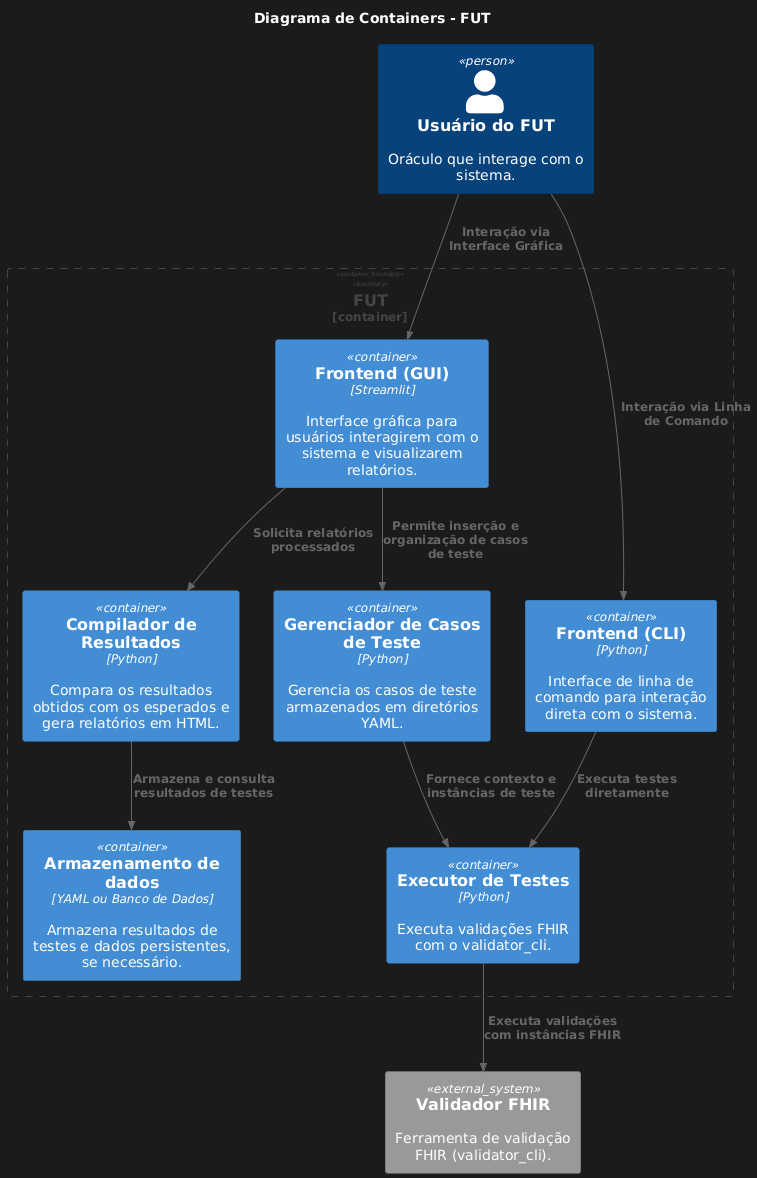 Diagrama de Containers - FUT
«person»
Usuário do FUT
Oráculo que interage com o
sistema.
Interação via
Interface Gráfica
«container_boundary»
«boundary»
FUT
[container]
«container»
Frontend (GUI)
[Streamlit]
Interface gráfica para
usuários interagirem com o
sistema e visualizarem
relatórios.
Interação via Linha
de Comando
Solicita relatórios
processados
Permite inserção e
organização de casos
de teste
«container»
Compilador de
Resultados
[Python]
Compara os resultados
obtidos com os esperados e
gera relatórios em HTML.
«container»
Gerenciador de Casos
de Teste
[Python]
Gerencia os casos de teste
armazenados em diretórios
YAML.
«container»
Frontend (CLI)
[Python]
Interface de linha de
comando para interação
direta com o sistema.
Armazena e consulta
resultados de testes
Fornece contexto e
instâncias de teste
Executa testes
diretamente
«container»
Armazenamento de
dados
[YAML ou Banco de Dados]
Armazena resultados de
testes e dados persistentes,
se necessário.
«container»
Executor de Testes
[Python]
Executa validações FHIR
com o validator_cli.
Executa validações
com instâncias FHIR
«external_system»
Validador FHIR
Ferramenta de validação
FHIR (validator_cli).